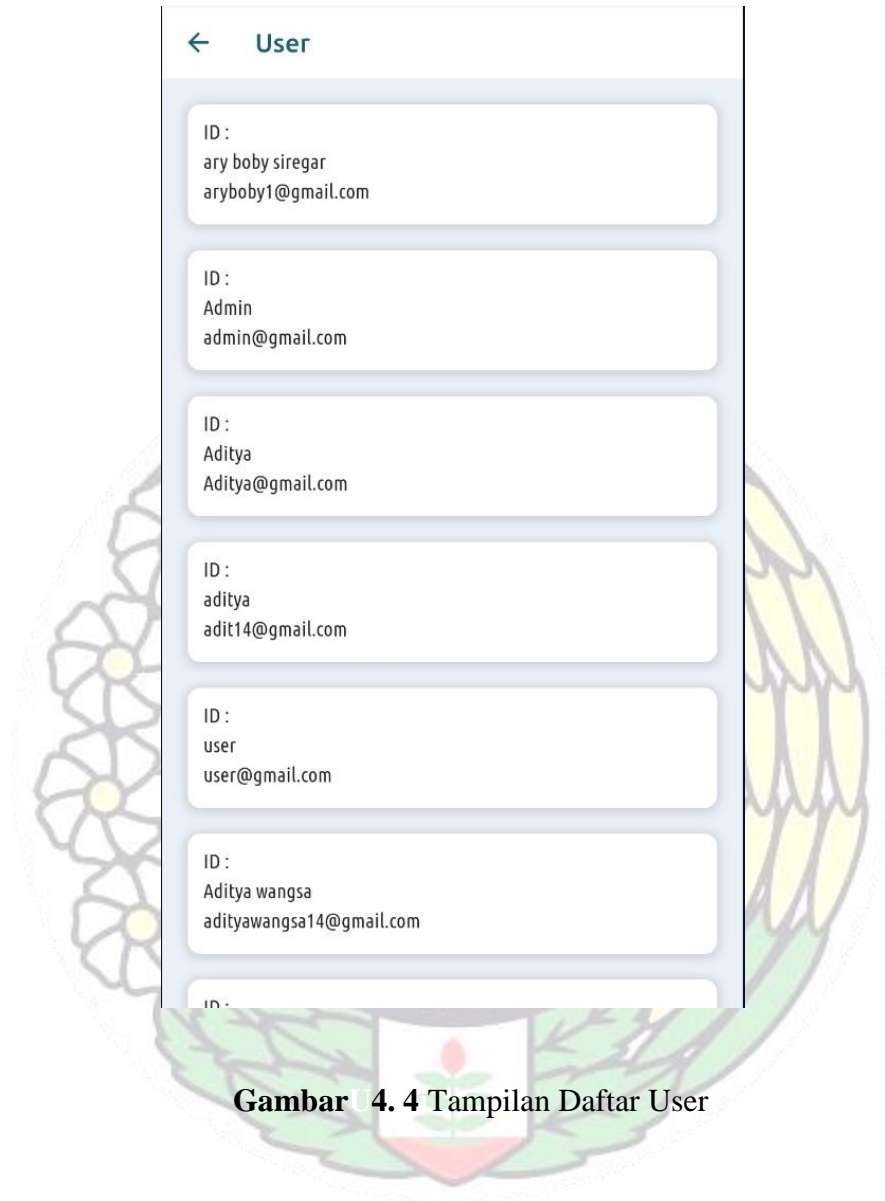 ← User
ID :
ary boby siregar
aryboby1@gmail.com
ID :
Admin
admin@gmail.com
ID :
Aditya
Aditya@gmail.com
ID :
aditya
adit14@gmail.com
ID :
user
user@gmail.com
ID :
Aditya wangsa
adityawangsa14@gmail.com
ID :
Gambar U4. 4 Tampilan Daftar User